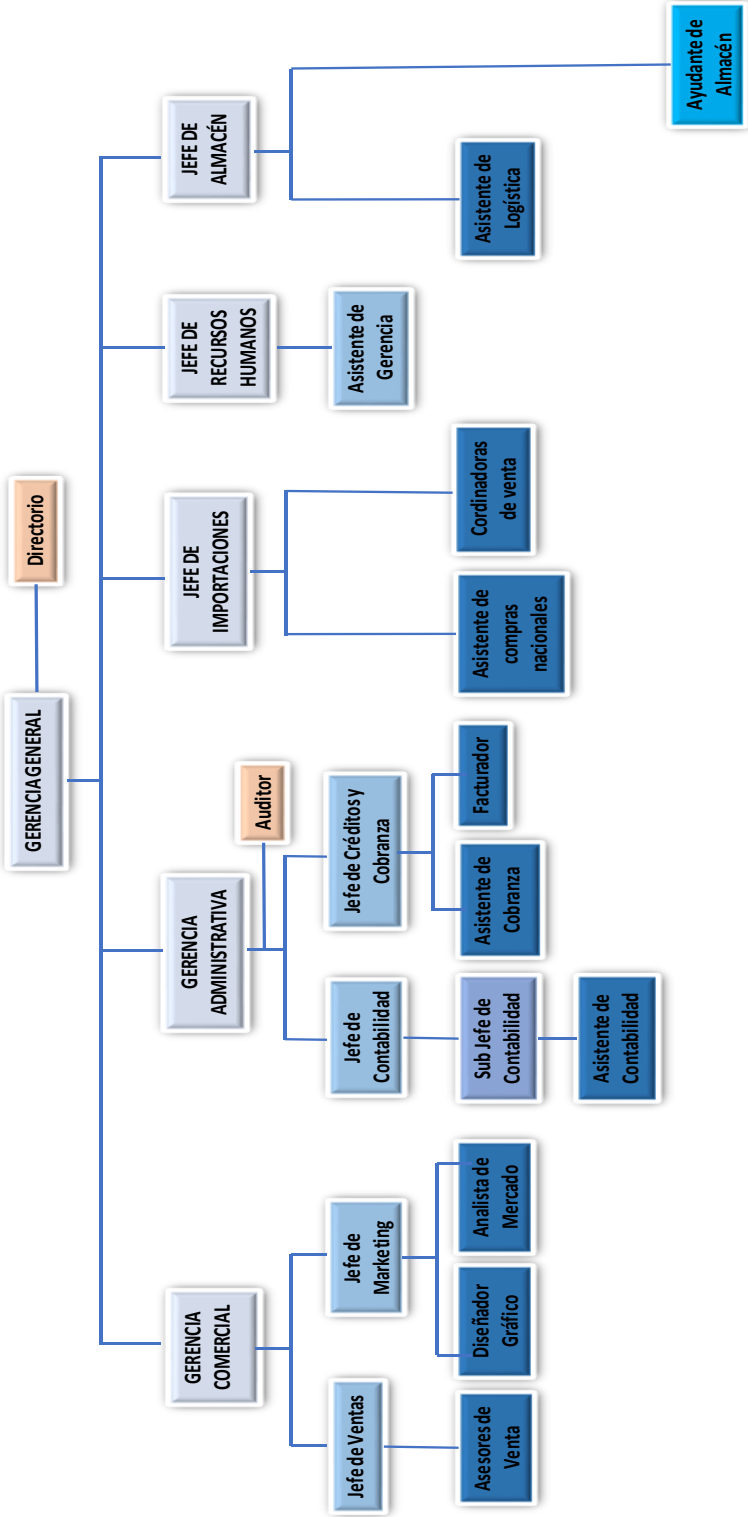 Directorio
GERENCIA GENERAL
GERENCIA
COMERCIAL
GERENCIA
ADMINISTRATIVA
JEFE DE
IMPORTACIONES
JEFE DE
RECURSOS
HUMANOS
JEFE DE
ALMACÉN
Auditor
Jefe de Ventas
Jefe de
Marketing
Jefe de
Contabilidad
Jefe de Créditos y
Cobranza
Asistente de
Gerencia
Asesores de
Venta
Diseñador
Gráfico
Analista de
Mercado
Sub Jefe de
Contabilidad
Asistente de
Cobranza
Facturador
Asistente de
compras
nacionales
Cordinadoras
de venta
Asistente de
Logística
Asistente de
Contabilidad
Ayudante de
Almacén